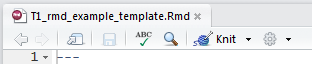 T1_rmd_example_template.Rmd
ABC Knit
1 ---